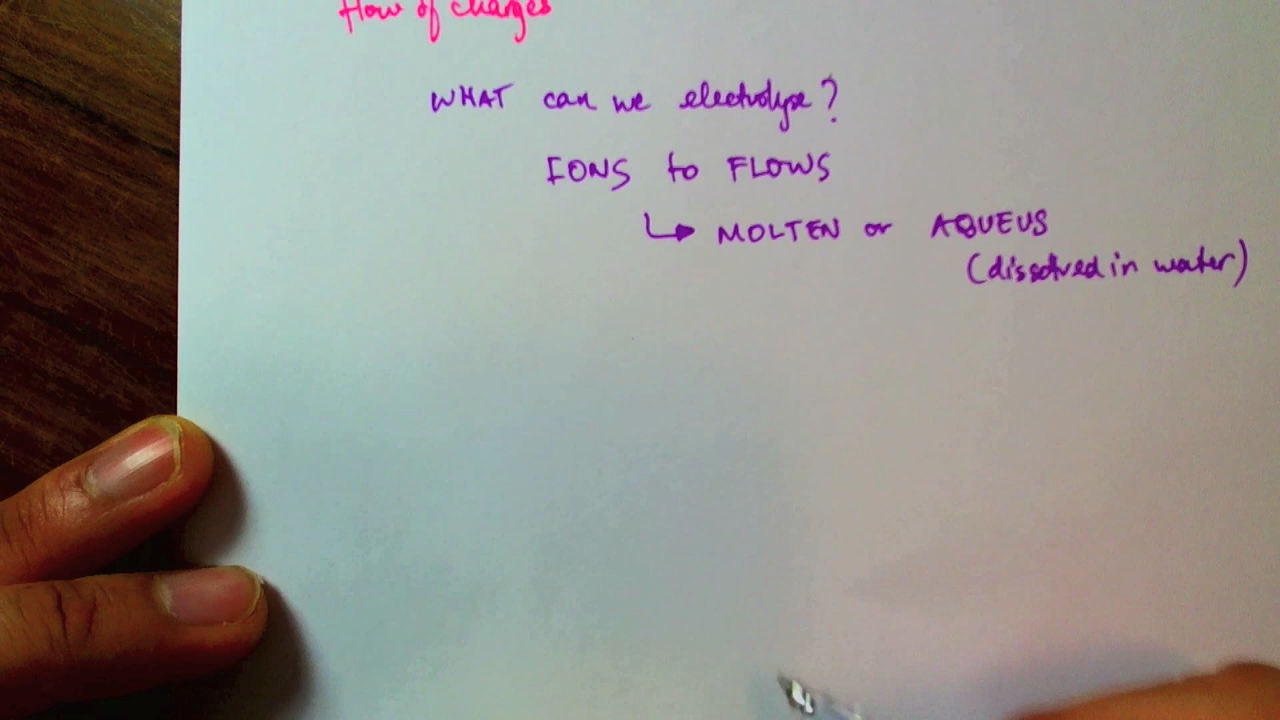 flow of charges
WHAT can we electrolyse?
IONS to FLOWS
MOLTEN or AQUEUS
(dissolved in water)